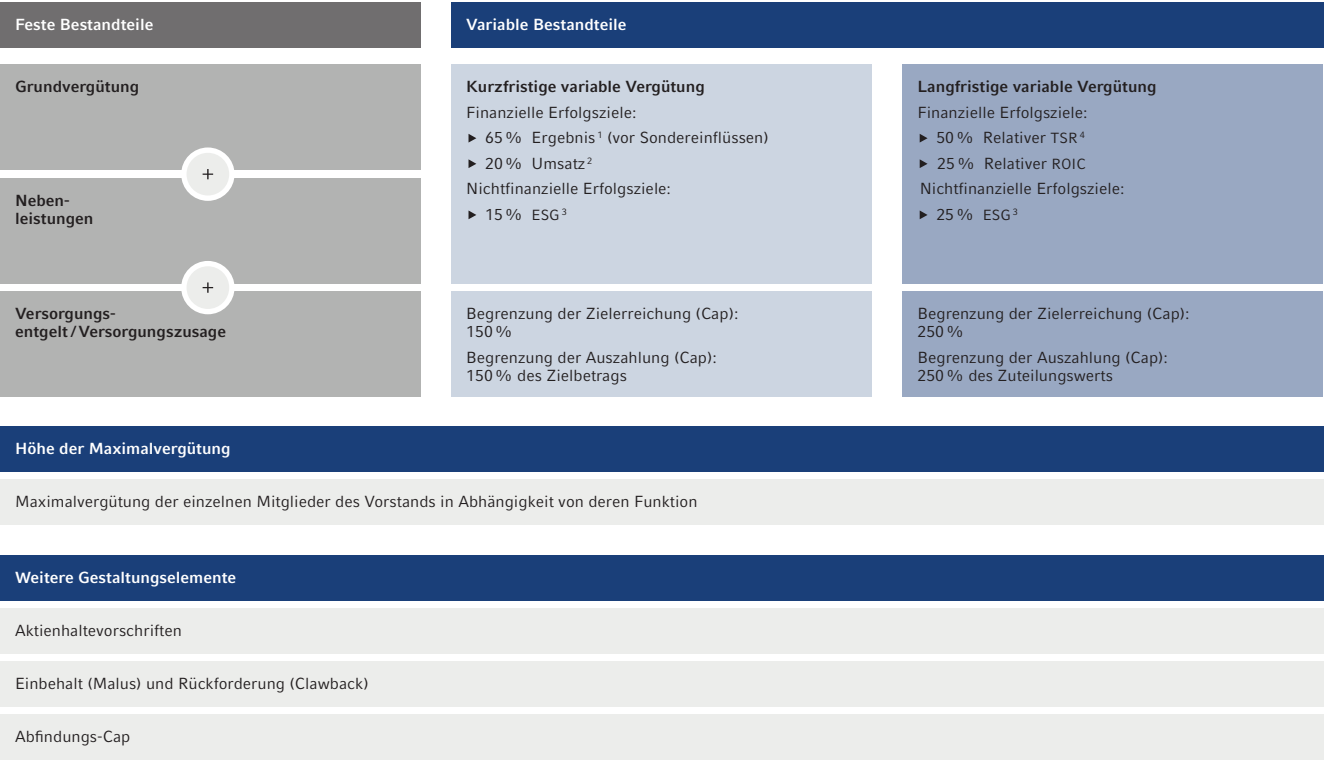 Feste Bestandteile
Variable Bestandteile
Grundvergütung
+
Neben-
leistungen
+
Versorgungs-
entgelt / Versorgungszusage
Kurzfristige variable Vergütung
Finanzielle Erfolgsziele:
▶ 65 % Ergebnis¹ (vor Sondereinflüssen)
▶ 20 % Umsatz²
Nichtfinanzielle Erfolgsziele:
▶ 15 % ESG³
Begrenzung der Zielerreichung (Cap):
150 %
Begrenzung der Auszahlung (Cap):
150 % des Zielbetrags
Langfristige variable Vergütung
Finanzielle Erfolgsziele:
▶ 50 % Relativer TSR⁴
▶ 25 % Relativer ROIC
Nichtfinanzielle Erfolgsziele:
▶ 25 % ESG³
Begrenzung der Zielerreichung (Cap):
250 %
Begrenzung der Auszahlung (Cap):
250 % des Zuteilungswerts
Höhe der Maximalvergütung
Maximalvergütung der einzelnen Mitglieder des Vorstands in Abhängigkeit von deren Funktion
Weitere Gestaltungselemente
Aktienhaltevorschriften
Einbehalt (Malus) und Rückforderung (Clawback)
Abfindungs-Cap